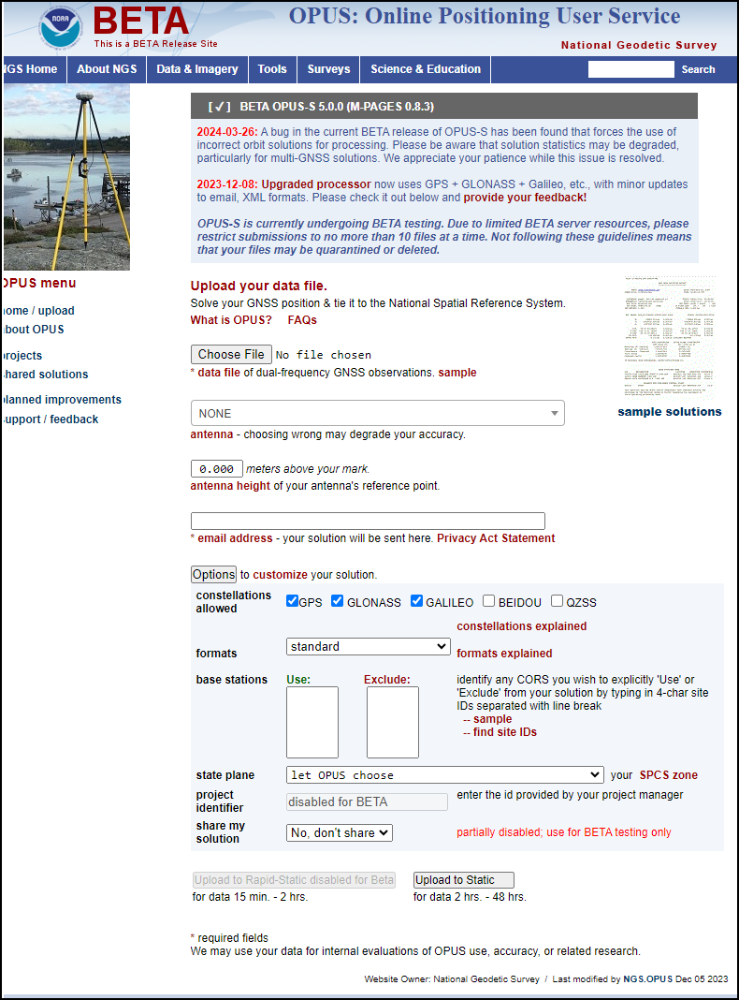 NOAA
BETA
This is a BETA Release Site
OPUS: Online Positioning User Service
National Geodetic Survey
NGS Home
About NGS
Data & Imagery
Tools
Surveys
Science & Education
Search
[ ✓ ] BETA OPUS-S 5.0.0 (M-PAGES 0.8.3)
2024-03-26: A bug in the current BETA release of OPUS-S has been found that forces the use of
incorrect orbit solutions for processing. Please be aware that solution statistics may be degraded,
particularly for multi-GNSS solutions. We appreciate your patience while this issue is resolved.
2023-12-08: Upgraded processor now uses GPS + GLONASS + Galileo, etc., with minor updates
to email, XML formats. Please check it out below and provide your feedback!
OPUS-S is currently undergoing BETA testing. Due to limited BETA server resources, please
restrict submissions to no more than 10 files at a time. Not following these guidelines means
that your files may be quarantined or deleted.
OPUS menu
home / upload
about OPUS
projects
shared solutions
planned improvements
support / feedback
Upload your data file.
Solve your GNSS position & tie it to the National Spatial Reference System.
What is OPUS? FAQs
Choose File No file chosen
* data file of dual-frequency GNSS observations. sample
sample solutions
NONE
antenna - choosing wrong may degrade your accuracy.
0.000 meters above your mark.
antenna height of your antenna's reference point.
* email address - your solution will be sent here. Privacy Act Statement
Options to customize your solution.
constellations
allowed
GPS GLONASS GALILEO BEIDOU QZSS
constellations explained
formats
standard
formats explained
base stations
Use: Exclude:
identify any CORS you wish to explicitly 'Use' or
'Exclude' from your solution by typing in 4-char site
IDs separated with line break
-- sample
-- find site IDs
state plane
let OPUS choose
your SPCS zone
project
identifier
disabled for BETA
enter the id provided by your project manager
share my
solution
No, don't share
partially disabled; use for BETA testing only
Upload to Rapid-Static disabled for Beta
for data 15 min. - 2 hrs.
Upload to Static
for data 2 hrs. - 48 hrs.
* required fields
We may use your data for internal evaluations of OPUS use, accuracy, or related research.
Website Owner: National Geodetic Survey / Last modified by NGS.OPUS Dec 05 2023